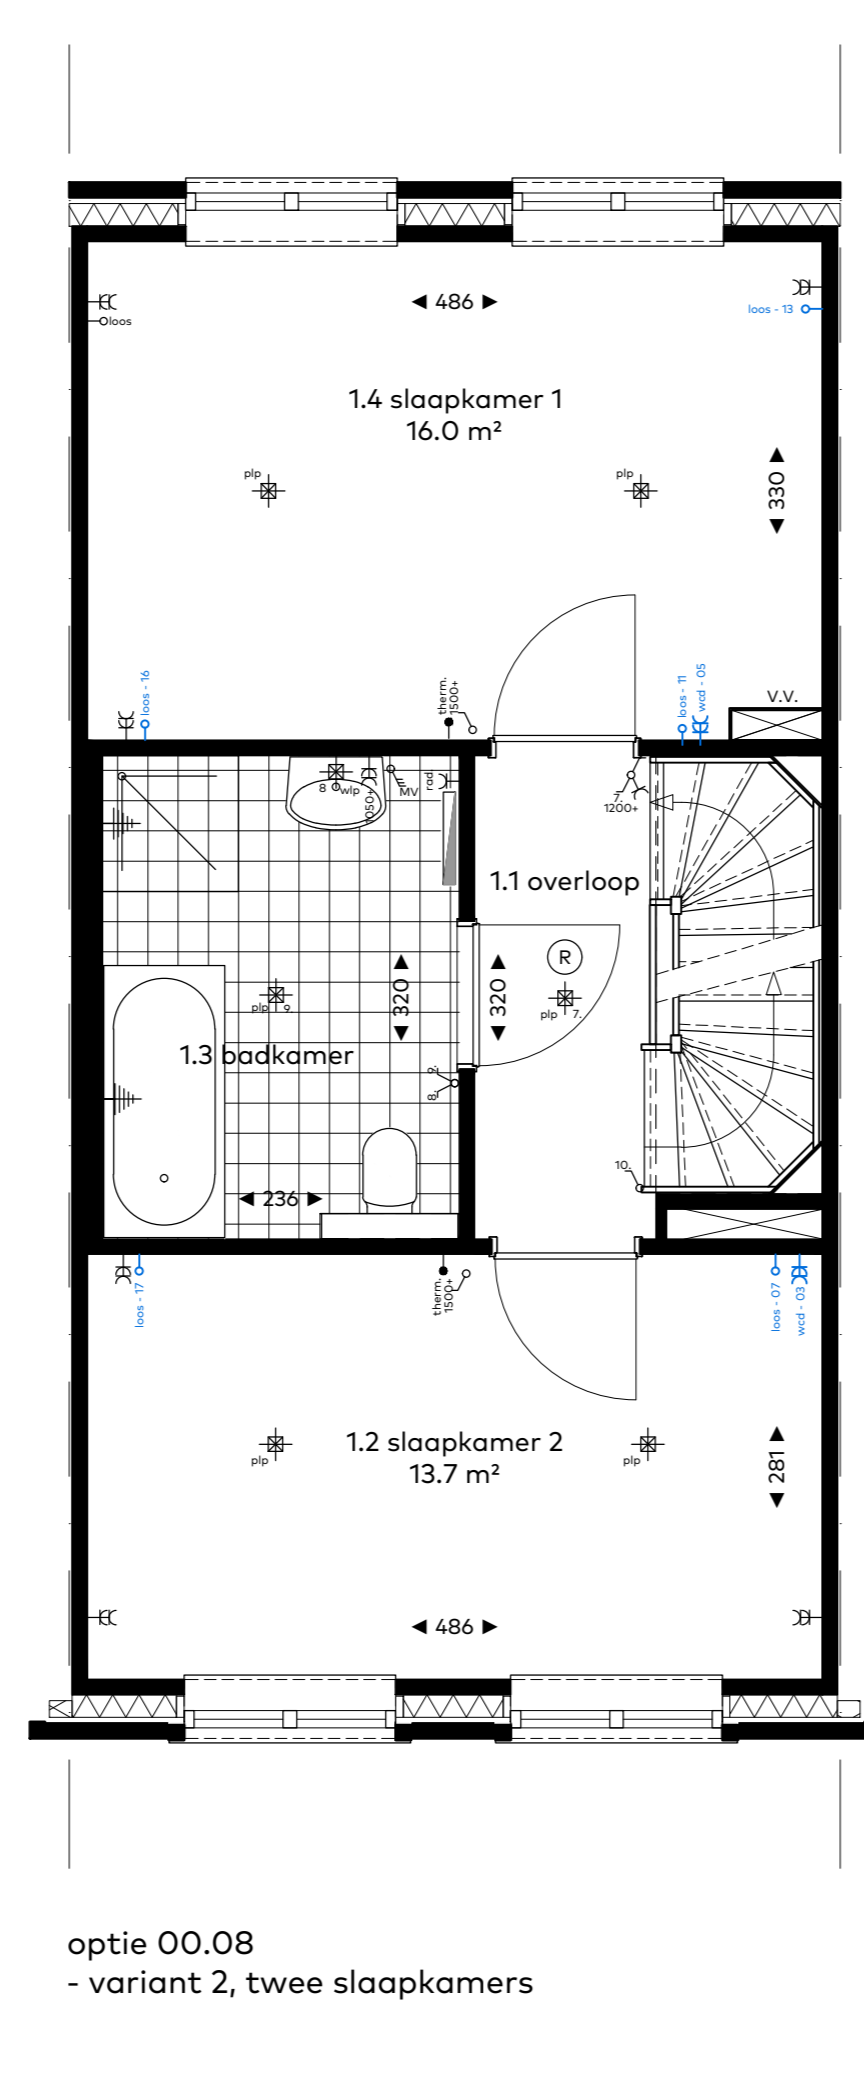 486
loos
loos - 13
1.4 slaapkamer 1
16.0 m²
330
plp
plp
loos - 16
therm.
1500+
loos - 11
wcd - 05
V.V.
8
wlp
1050+
MV
rad
7.
1200+
1.1 overloop
R
320
320
plp
9.
plp
7.
1.3 badkamer
9.
8.
236
10.
loos - 17
therm.
1500+
loos - 07
wcd - 03
1.2 slaapkamer 2
13.7 m²
281
plp
plp
486
optie 00.08
- variant 2, twee slaapkamers